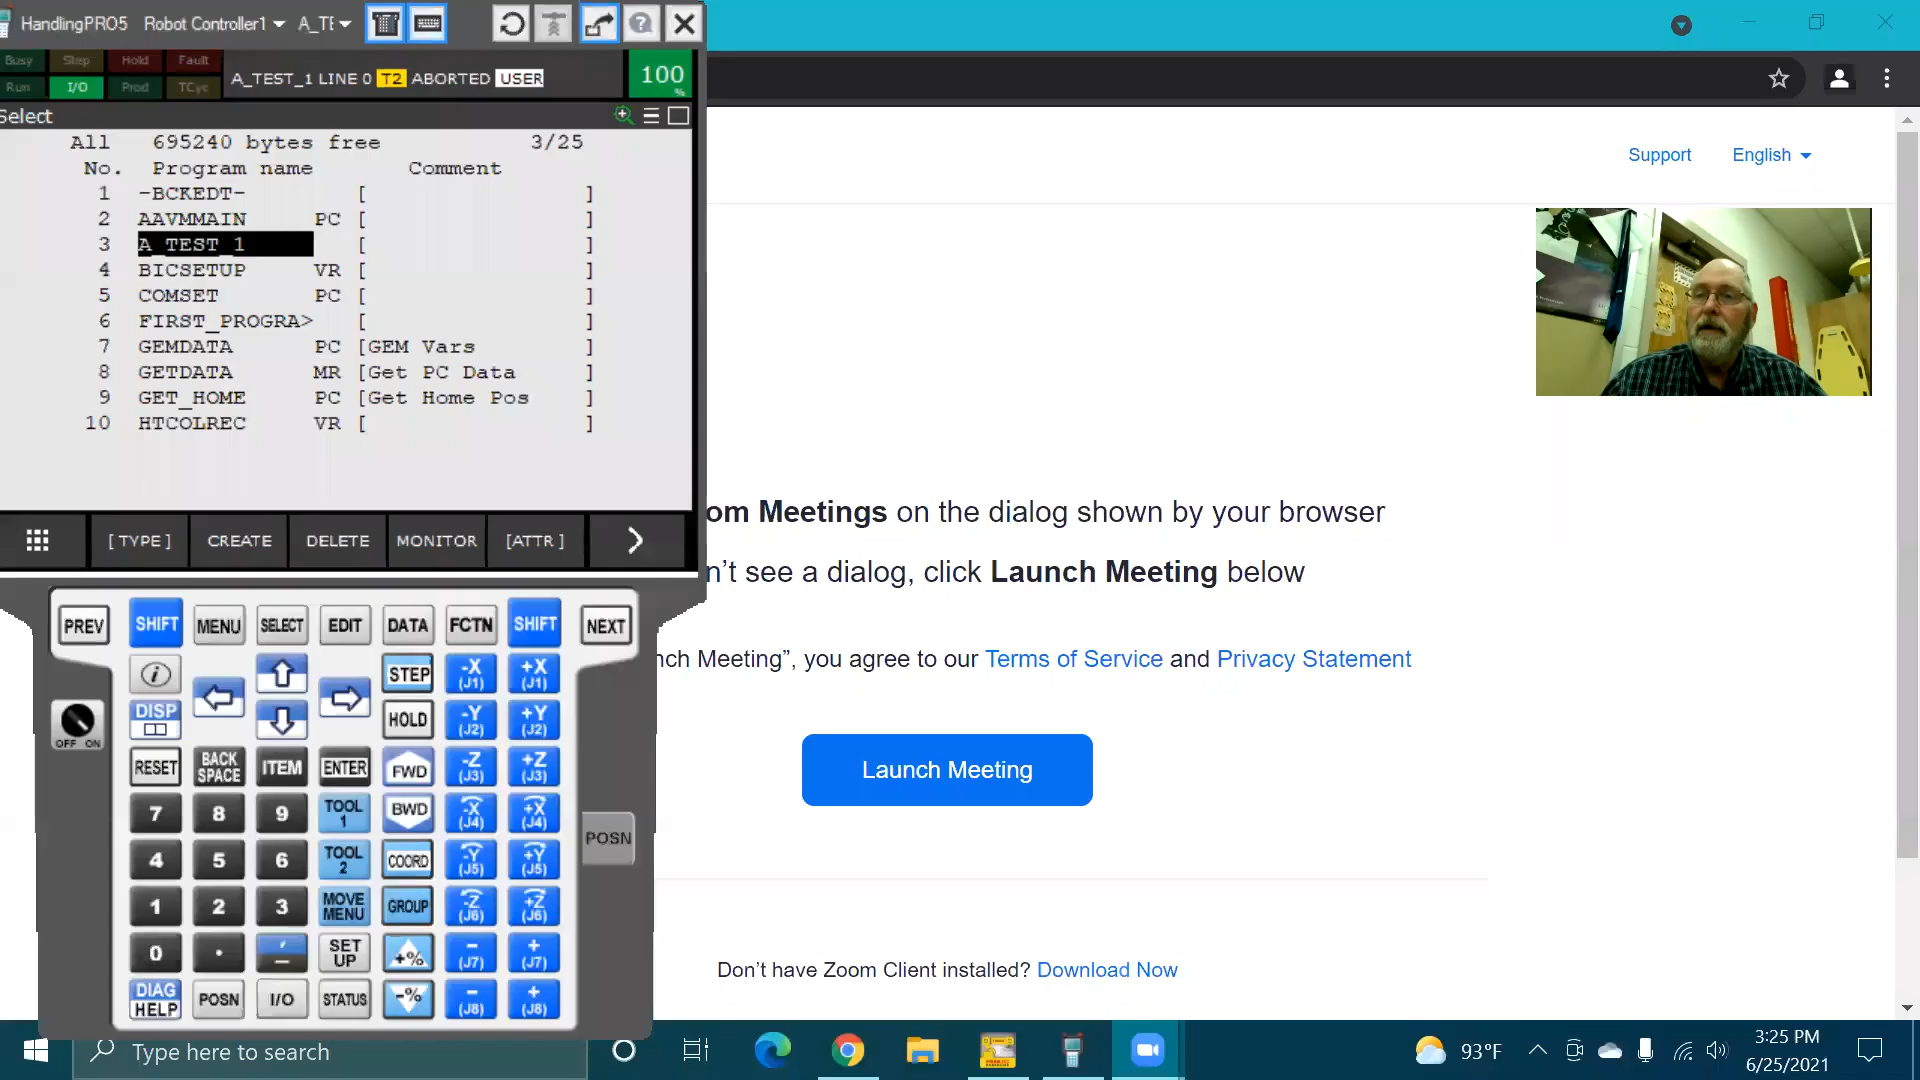 HandlingPRO5 Robot Controller1 A_TE
Busy Step Hold Fault
Run I/O Prod TCyc
A_TEST_1 LINE 0 T2 ABORTED USER
100 %
Select
All 695240 bytes free 3/25
No. Program name Comment
1 -BCKEDT- [ ]
2 AAVMMAIN PC [ ]
3 A_TEST_1 [ ]
4 BICSETUP VR [ ]
5 COMSET PC [ ]
6 FIRST_PROGRA> [ ]
7 GEMDATA PC [GEM Vars ]
8 GETDATA MR [Get PC Data ]
9 GET_HOME PC [Get Home Pos ]
10 HTCOLREC VR [ ]
[ TYPE ] CREATE DELETE MONITOR [ATTR ] >
PREV SHIFT MENU SELECT EDIT DATA FCTN SHIFT NEXT
i STEP -X (J1) +X (J1)
DISP HOLD -Y (J2) +Y (J2)
OFF ON
RESET BACK SPACE ITEM ENTER FWD -Z (J3) +Z (J3)
7 8 9 TOOL 1 BWD -X (J4) +X (J4)
POSN
4 5 6 TOOL 2 COORD -Y (J5) +Y (J5)
1 2 3 MOVE MENU GROUP -Z (J6) +Z (J6)
0 . , - SET UP +% - (J7) + (J7)
DIAG HELP POSN I/O STATUS -% - (J8) + (J8)
Support English
om Meetings on the dialog shown by your browser
n't see a dialog, click Launch Meeting below
nch Meeting”, you agree to our Terms of Service and Privacy Statement
Launch Meeting
Don’t have Zoom Client installed? Download Now
Type here to search
93°F
3:25 PM
6/25/2021